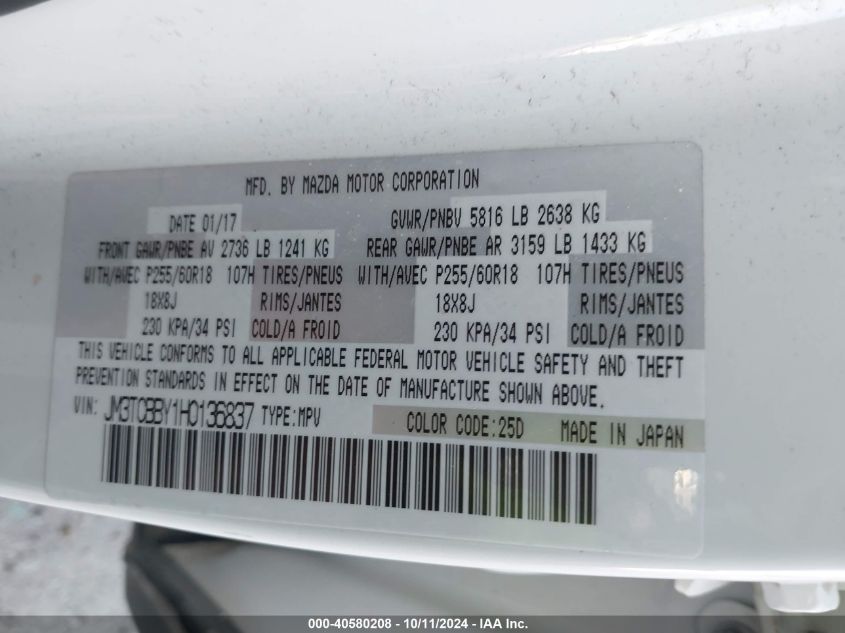 MFD. BY MAZDA MOTOR CORPORATION
DATE 01/17 GVWR/PNBV 5816 LB 2638 KG
FRONT GAWR/PNBE AV 2736 LB 1241 KG REAR GAWR/PNBE AR 3159 LB 1433 KG
WITH/AVEC P255/60R18 107H TIRES/PNEUS WITH/AVEC P255/60R18 107H TIRES/PNEUS
18X8J RIMS/JANTES 18X8J RIMS/JANTES
230 KPA/34 PSI COLD/A FROID 230 KPA/34 PSI COLD/A FROID
THIS VEHICLE CONFORMS TO ALL APPLICABLE FEDERAL MOTOR VEHICLE SAFETY AND THEFT
PREVENTION STANDARDS IN EFFECT ON THE DATE OF MANUFACTURE SHOWN ABOVE.
VIN: JM3TCBBY1H0136837 TYPE:MPV COLOR CODE:25D MADE IN JAPAN
000-40580208 - 10/11/2024 - IAA Inc.